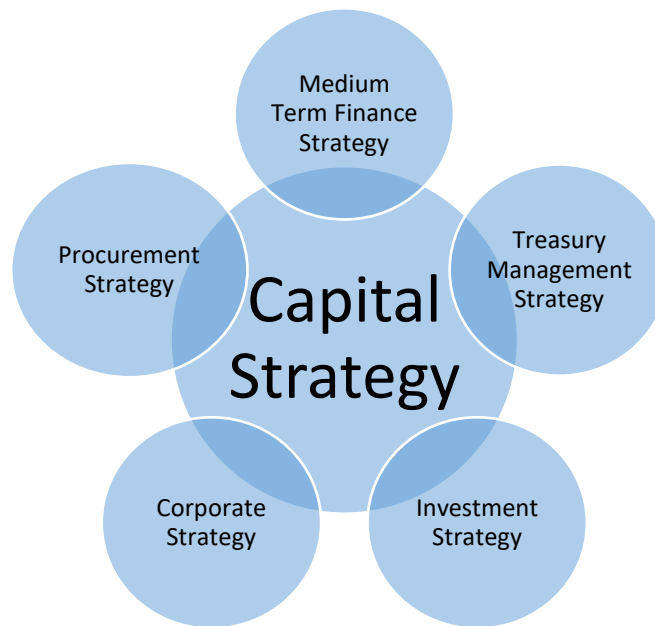 Medium
Term Finance
Strategy
Procurement
Strategy
Treasury
Management
Strategy
Capital
Strategy
Corporate
Strategy
Investment
Strategy